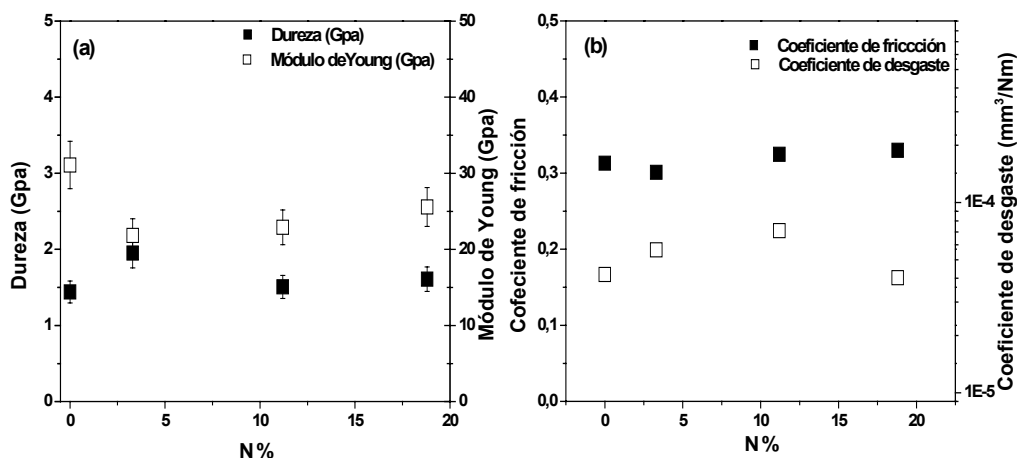 (a)
Dureza (Gpa)
Módulo deYoung (Gpa)
Dureza (Gpa)
5
4
3
2
1
0
50
40
30
20
10
0
Módulo de Young (Gpa)
0 5 10 15 20
N%
(b)
Coeficiente de friccción
Coeficiente de desgaste
Cofeciente de fricción
0,5
0,4
0,3
0,2
0,1
0,0
1E-4
1E-5
Coeficiente de desgaste (mm³/Nm)
0 5 10 15 20
N%